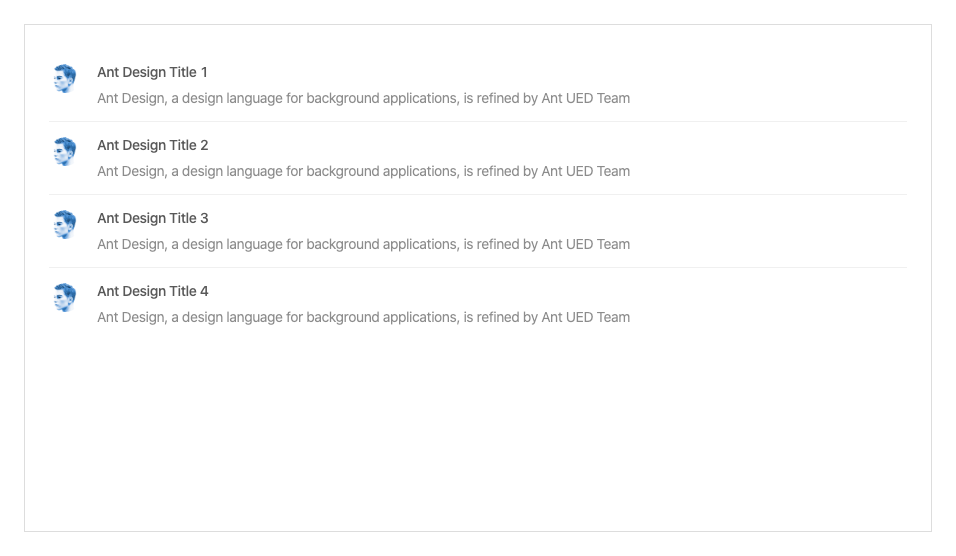 Ant Design Title 1
Ant Design, a design language for background applications, is refined by Ant UED Team
Ant Design Title 2
Ant Design, a design language for background applications, is refined by Ant UED Team
Ant Design Title 3
Ant Design, a design language for background applications, is refined by Ant UED Team
Ant Design Title 4
Ant Design, a design language for background applications, is refined by Ant UED Team